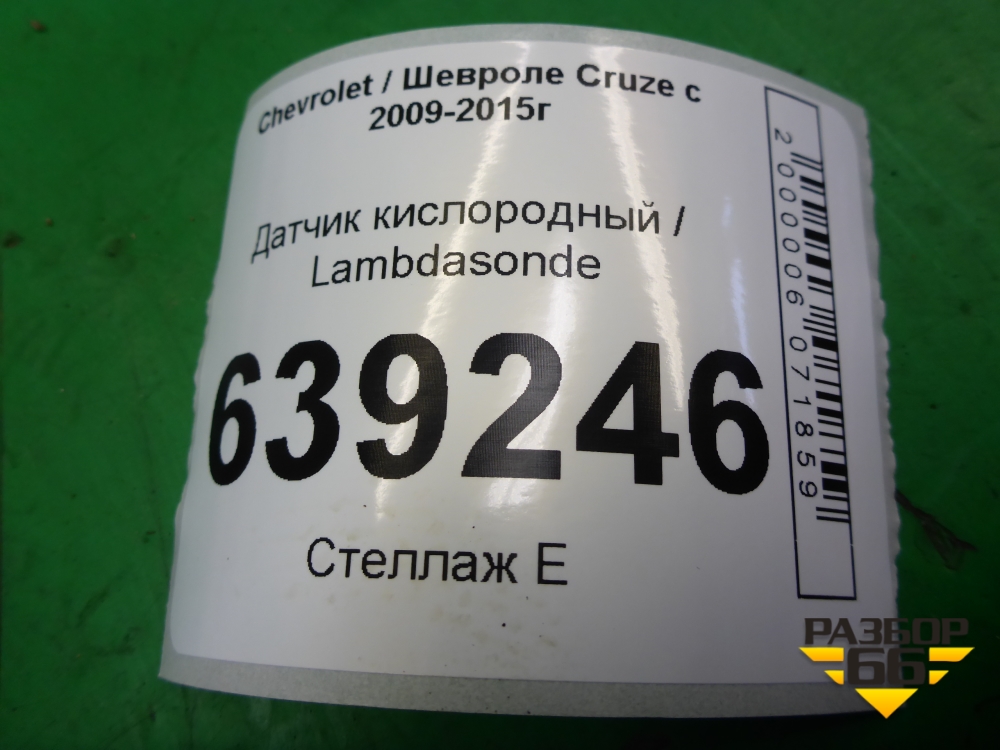 Chevrolet / Шевроле Cruze с
2009-2015г
Датчик кислородный /
Lambdasonde
639246
Стеллаж Е
2000006071859
РАЗБОР
66